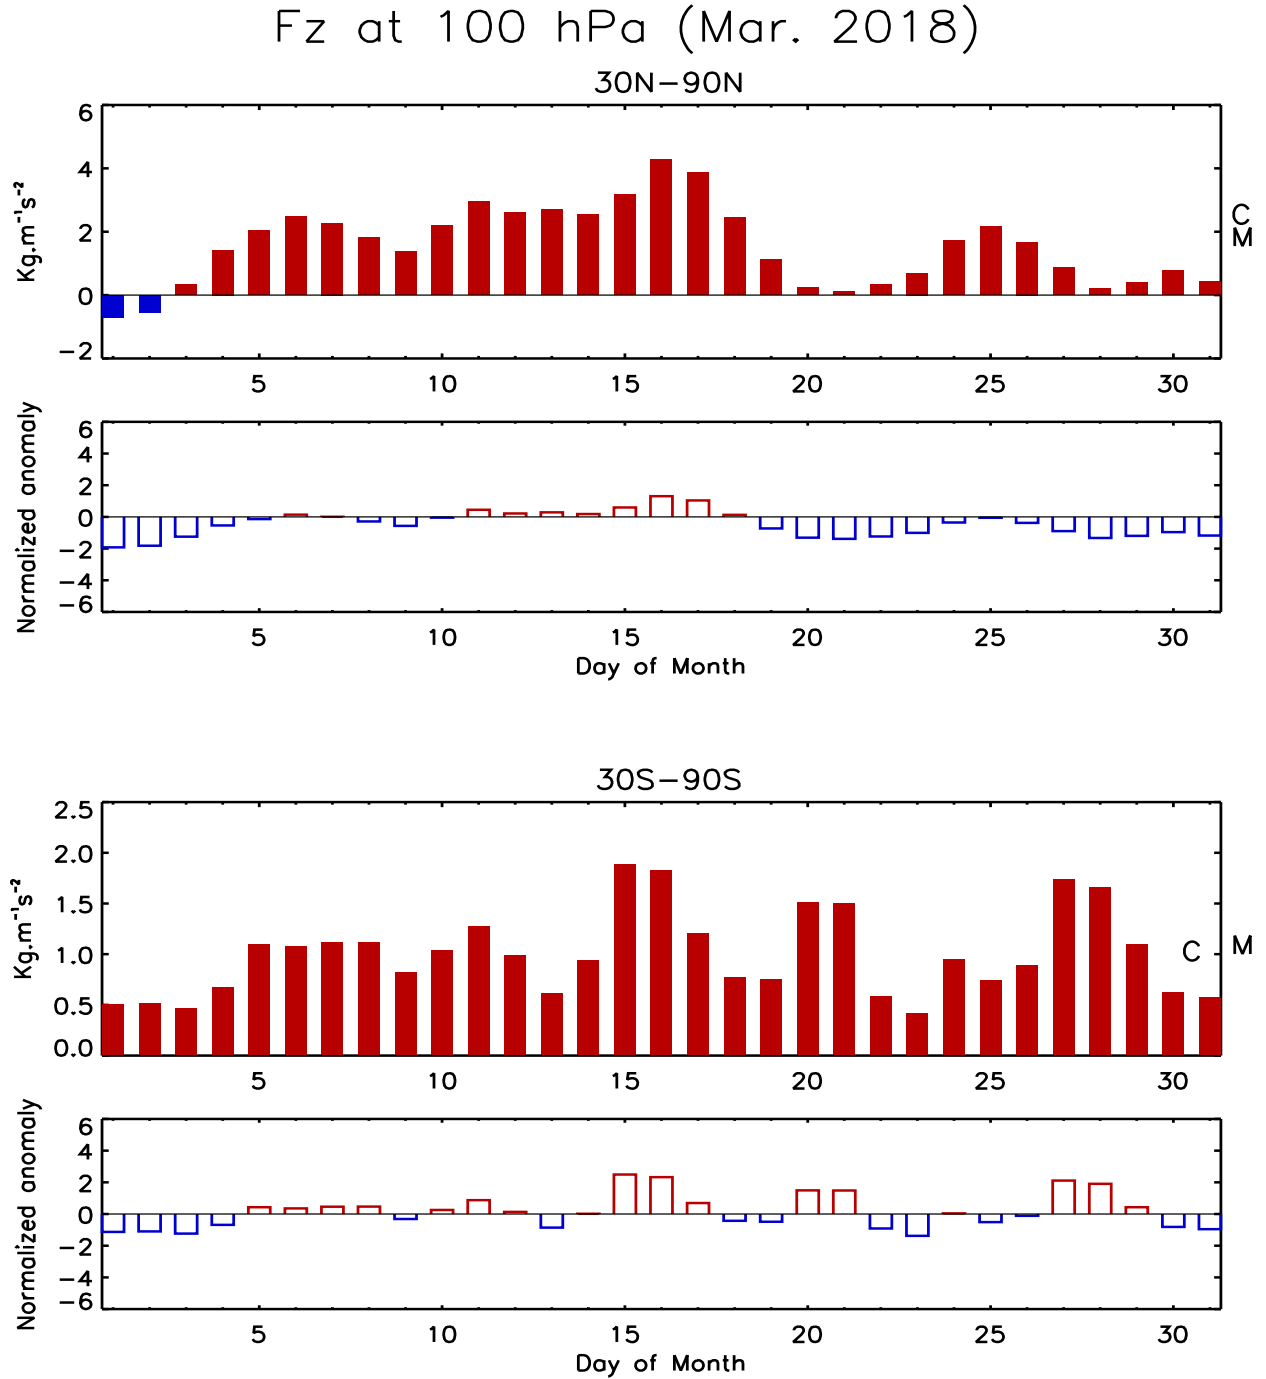 Fz at 100 hPa (Mar. 2018)
30N−90N
Kg.m⁻¹s⁻²
6
4
2
0
−2
C
M
5 10 15 20 25 30
Normalized anomaly
6
4
2
0
−2
−4
−6
5 10 15 20 25 30
Day of Month
30S−90S
Kg.m⁻¹s⁻²
2.5
2.0
1.5
1.0
0.5
0.0
C M
5 10 15 20 25 30
Normalized anomaly
6
4
2
0
−2
−4
−6
5 10 15 20 25 30
Day of Month